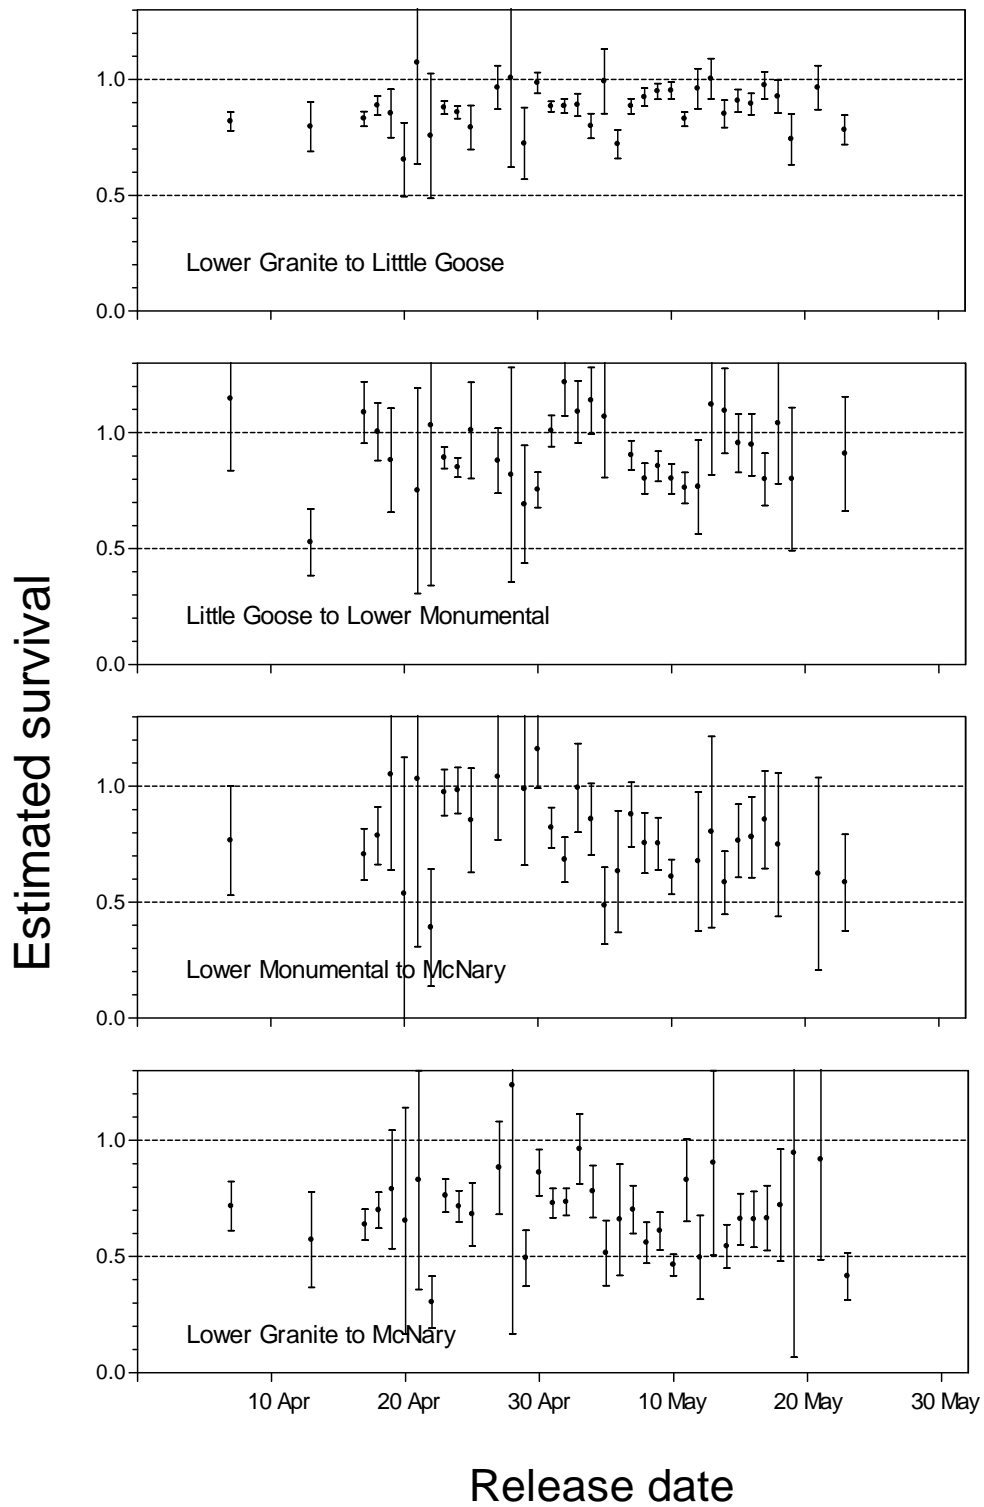 1.0
0.5
Lower Granite to Litttle Goose
0.0
1.0
0.5
Little Goose to Lower Monumental
0.0
Estimated survival
1.0
0.5
Lower Monumental to McNary
0.0
1.0
0.5
Lower Granite to McNary
0.0
10 Apr 20 Apr 30 Apr 10 May 20 May 30 May
Release date